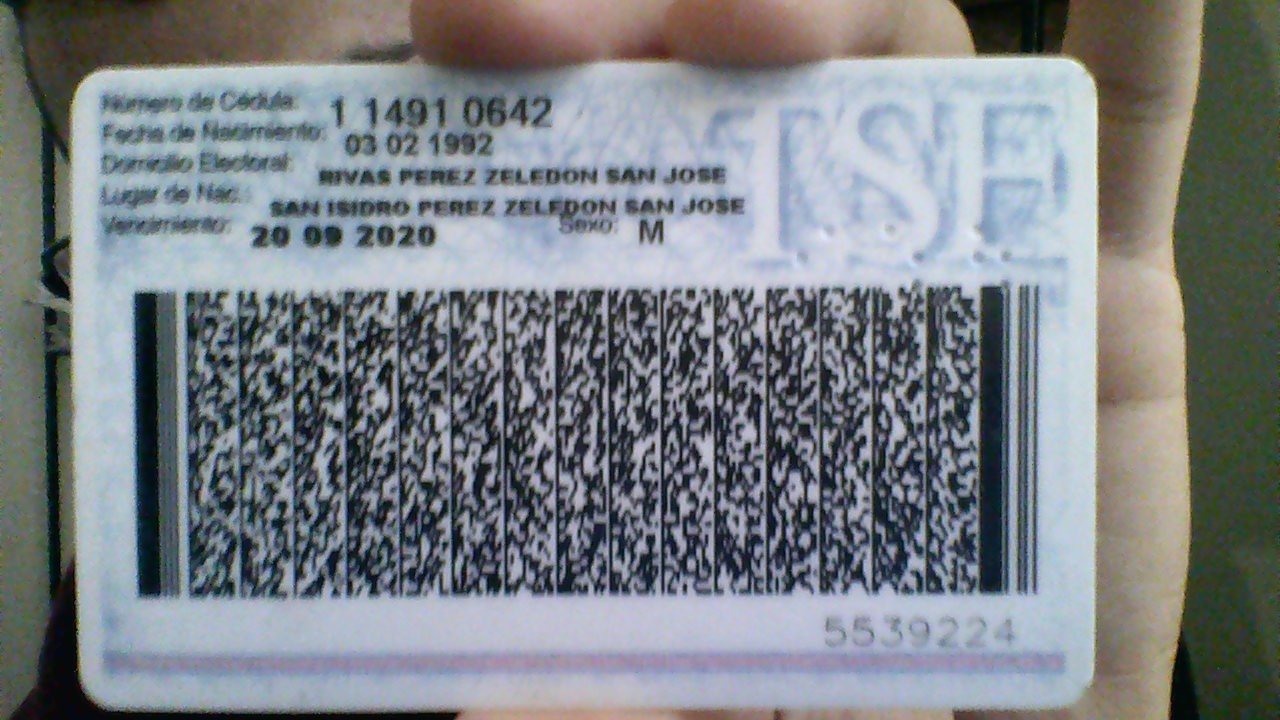 Número de Cédula: 1 1491 0642
Fecha de Nacimiento: 03 02 1992
Domicilio Electoral: RIVAS PEREZ ZELEDON SAN JOSE
Lugar de Nac.: SAN ISIDRO PEREZ ZELEDON SAN JOSE
Vencimiento: 20 09 2020 Sexo: M
TSE
5539224